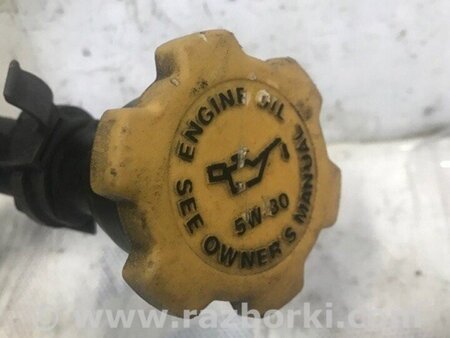 ENGINE OIL
5W-30
SEE OWNER'S MANUAL
© www.razborki.com